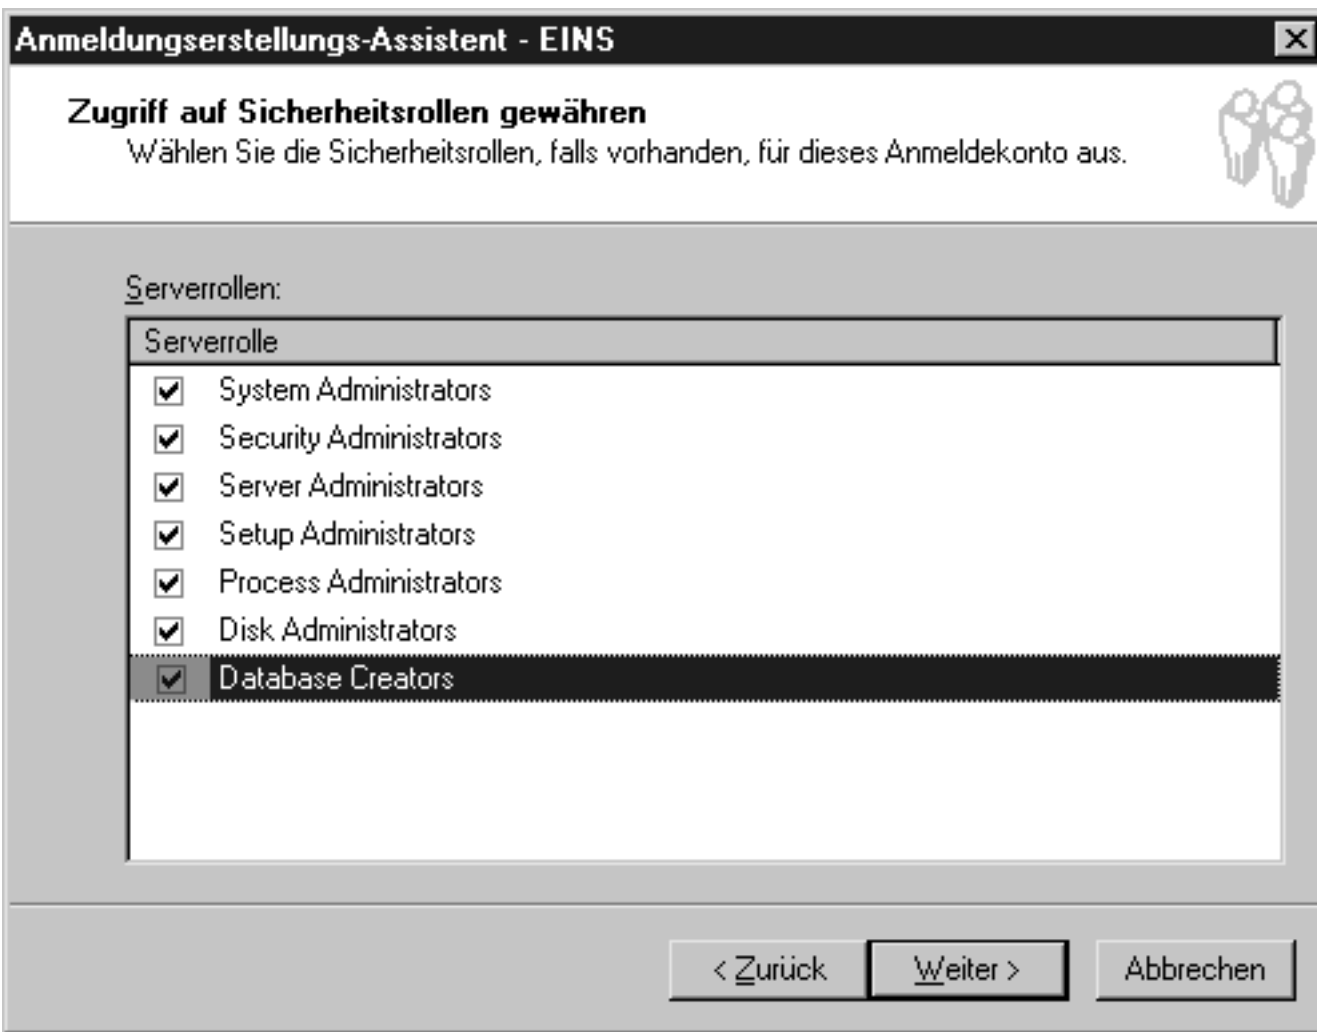 Anmeldungserstellungs-Assistent - EINS
Zugriff auf Sicherheitsrollen gewähren
Wählen Sie die Sicherheitsrollen, falls vorhanden, für dieses Anmeldekonto aus.
Serverrollen:
Serverrolle
System Administrators
Security Administrators
Server Administrators
Setup Administrators
Process Administrators
Disk Administrators
Database Creators
< Zurück Weiter > Abbrechen